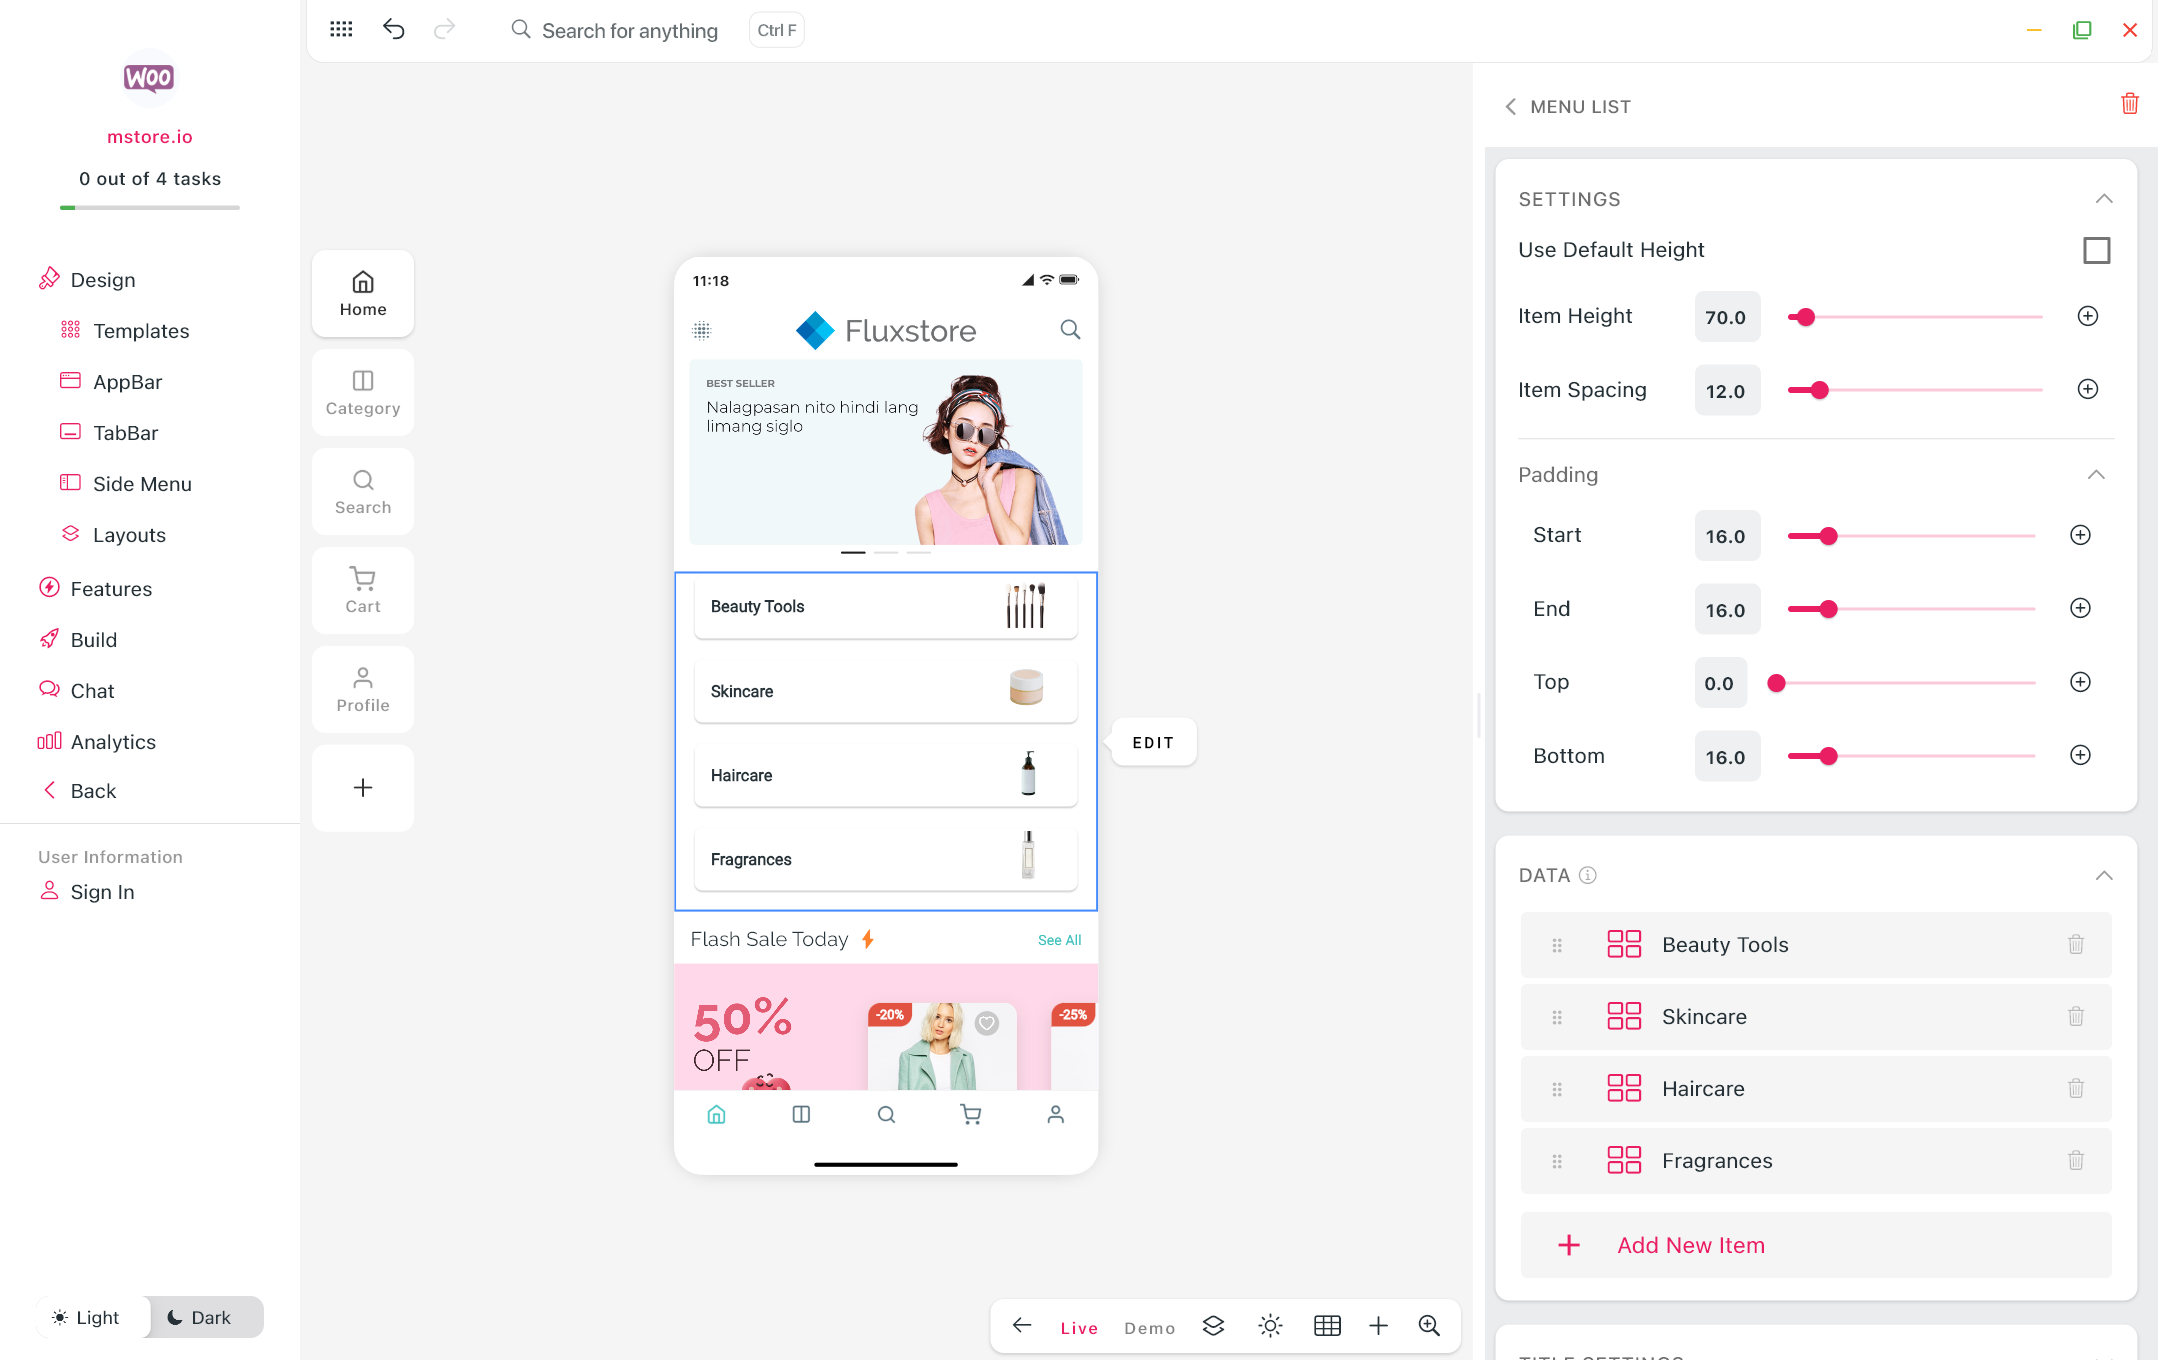 Search for anything
Ctrl F
WOO
mstore.io
0 out of 4 tasks
Design
Templates
AppBar
TabBar
Side Menu
Layouts
Features
Build
Chat
Analytics
Back
User Information
Sign In
Light
Dark
Home
Category
Search
Cart
Profile
11:18
Fluxstore
BEST SELLER
Nalagpasan nito hindi lang
limang siglo
Beauty Tools
Skincare
Haircare
Fragrances
EDIT
Flash Sale Today
See All
50%
OFF
-20%
-25%
Live
Demo
MENU LIST
SETTINGS
Use Default Height
Item Height
70.0
Item Spacing
12.0
Padding
Start
16.0
End
16.0
Top
0.0
Bottom
16.0
DATA
Beauty Tools
Skincare
Haircare
Fragrances
Add New Item
TITLE SETTINGS